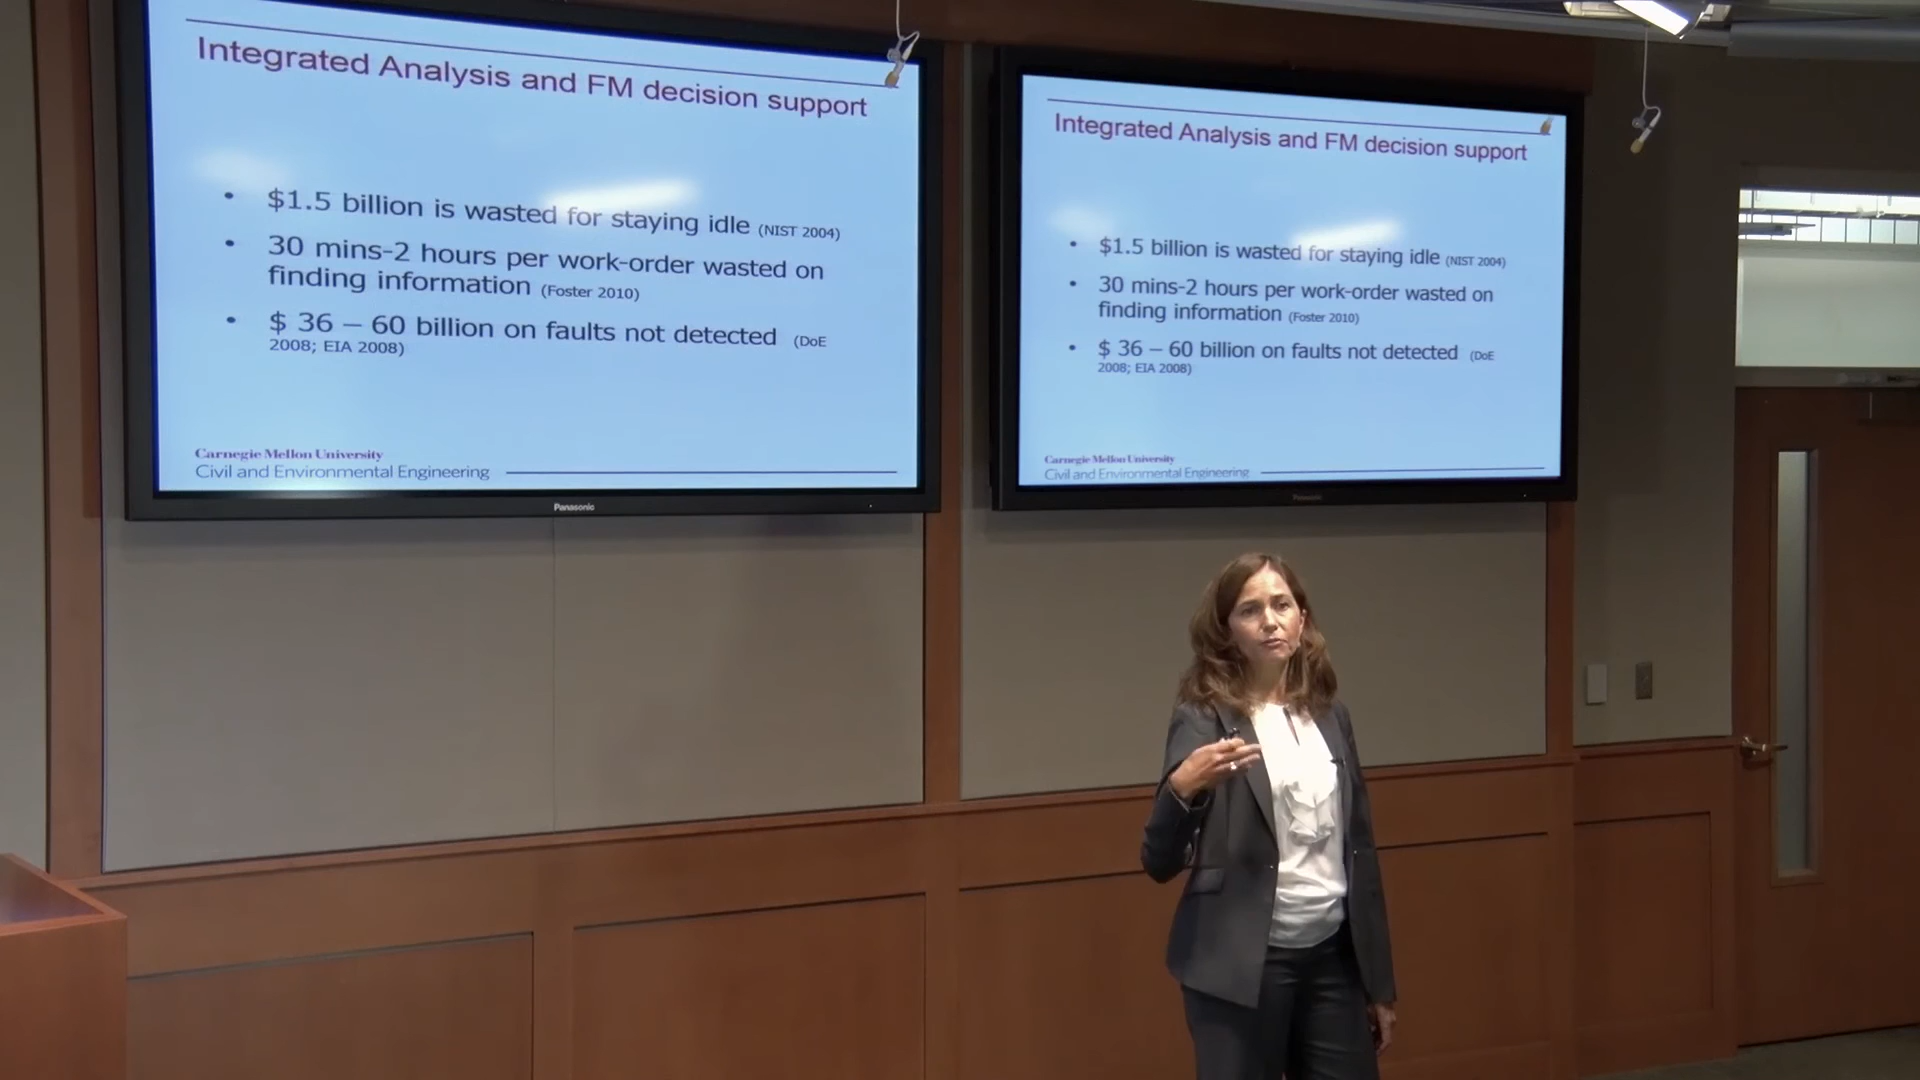 Integrated Analysis and FM decision support
• $1.5 billion is wasted for staying idle (NIST 2004)
• 30 mins-2 hours per work-order wasted on
finding information (Foster 2010)
• $ 36 – 60 billion on faults not detected (DoE
2008; EIA 2008)
Carnegie Mellon University
Civil and Environmental Engineering
Panasonic
Integrated Analysis and FM decision support
• $1.5 billion is wasted for staying idle (NIST 2004)
• 30 mins-2 hours per work-order wasted on
finding information (Foster 2010)
• $ 36 – 60 billion on faults not detected (DoE
2008; EIA 2008)
Carnegie Mellon University
Civil and Environmental Engineering
Panasonic